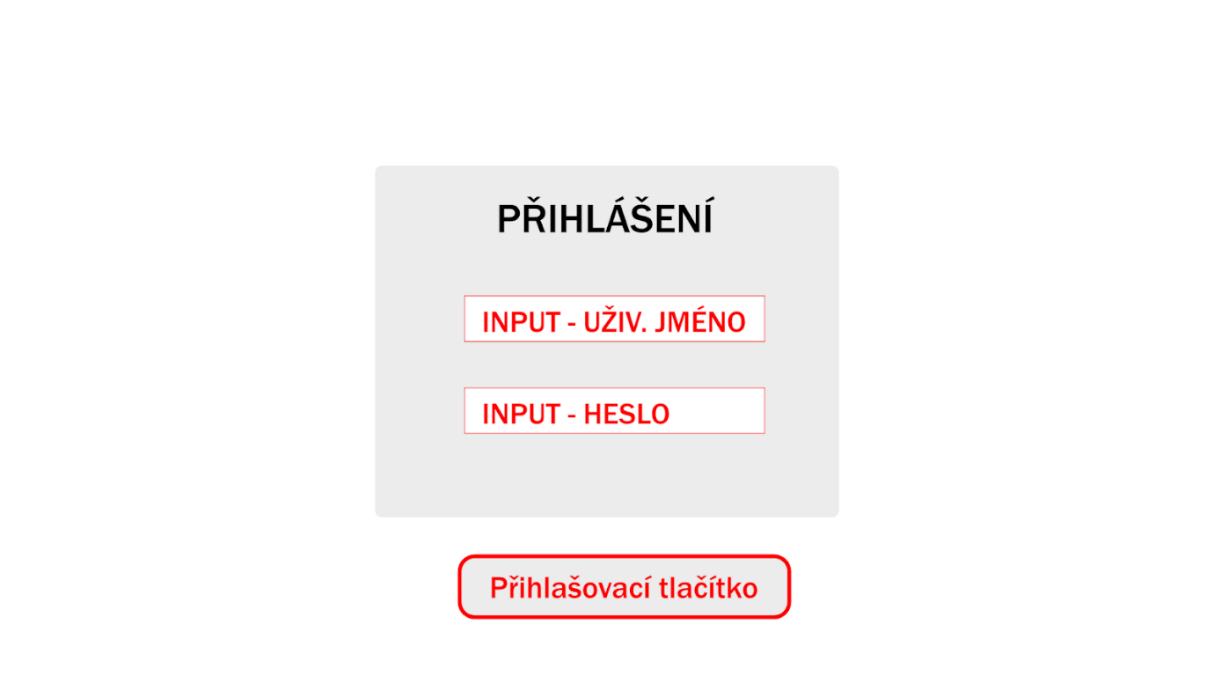 PŘIHLÁŠENÍ
INPUT - UŽIV. JMÉNO
INPUT - HESLO
Přihlašovací tlačítko